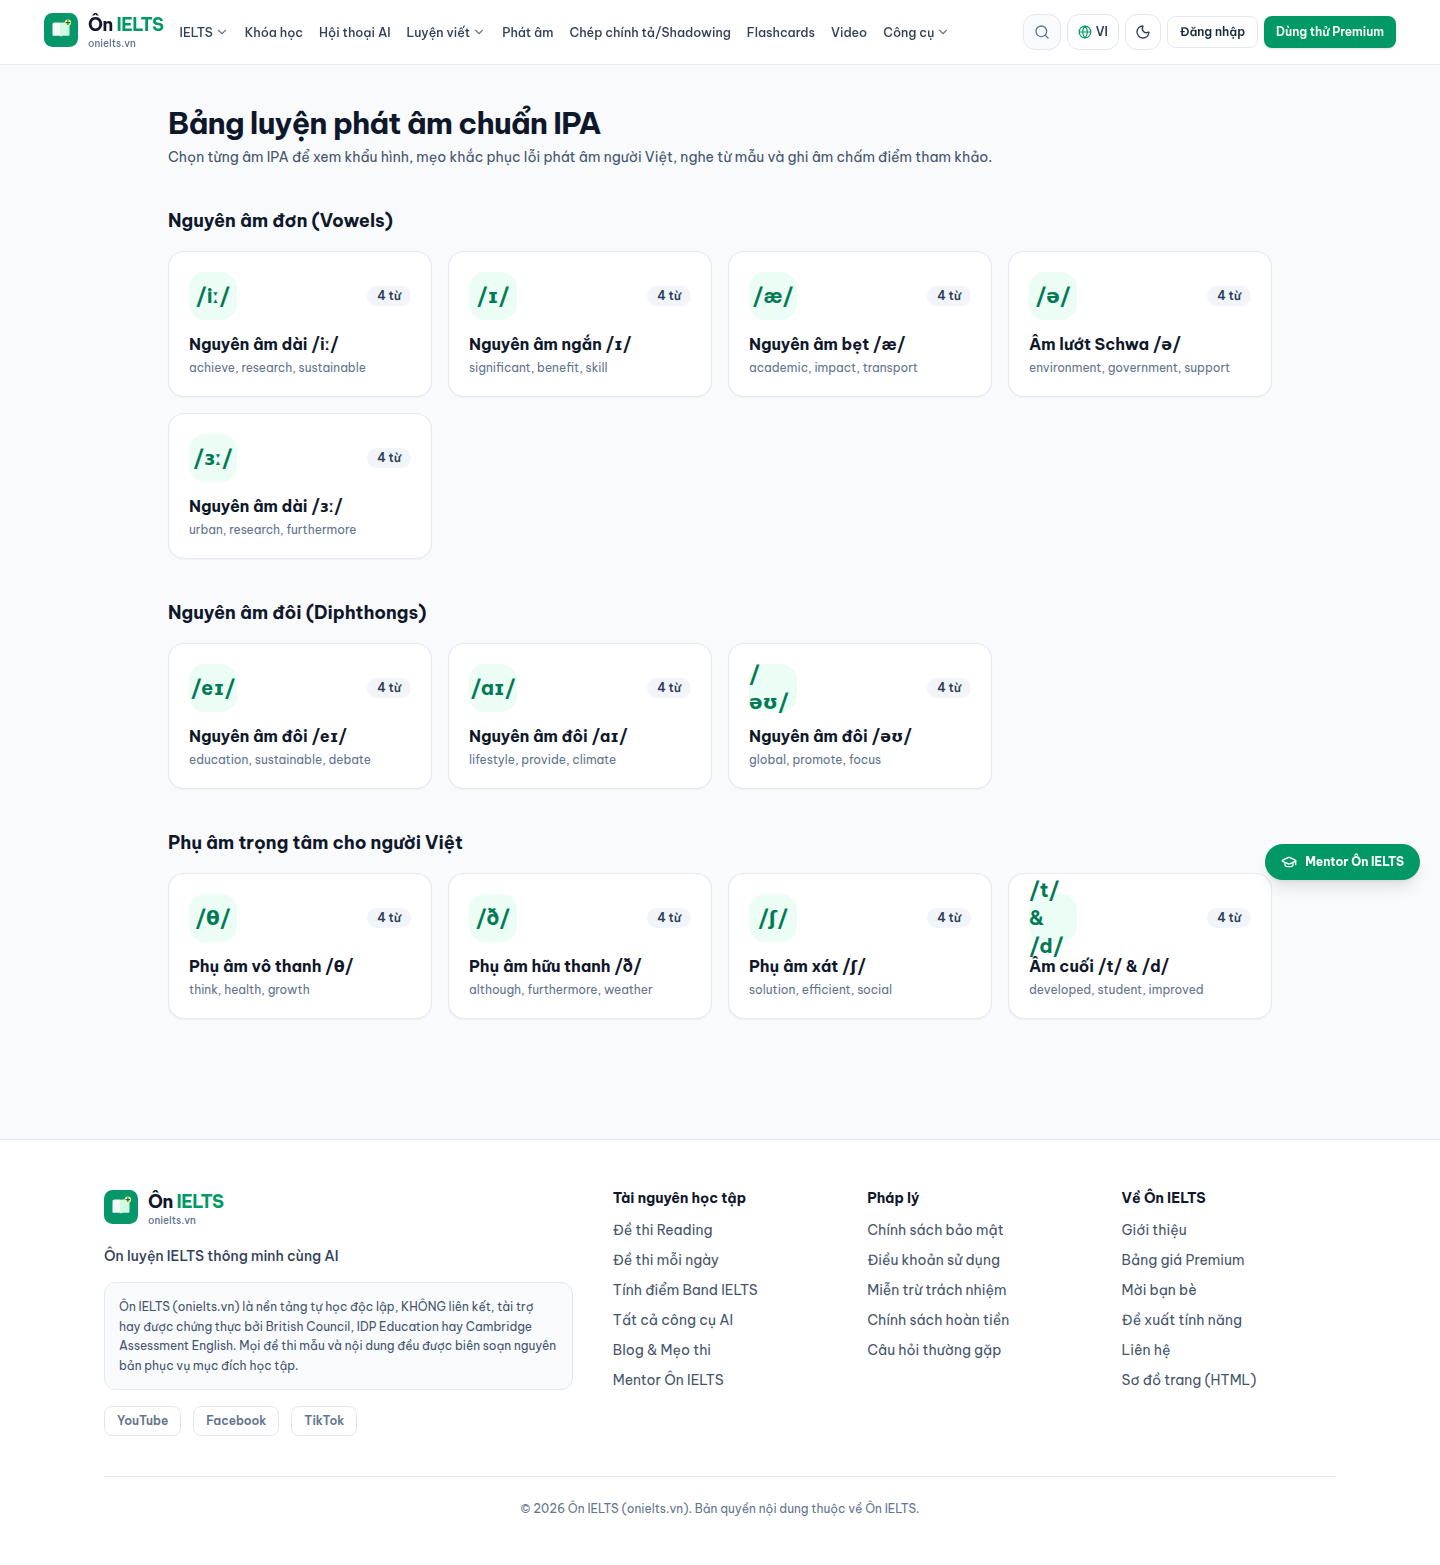 Ôn IELTS
onielts.vn
IELTS
Khóa học
Hội thoại AI
Luyện viết
Phát âm
Chép chính tả/Shadowing
Flashcards
Video
Công cụ
VI
Đăng nhập
Dùng thử Premium
Bảng luyện phát âm chuẩn IPA
Chọn từng âm IPA để xem khẩu hình, mẹo khắc phục lỗi phát âm người Việt, nghe từ mẫu và ghi âm chấm điểm tham khảo.
Nguyên âm đơn (Vowels)
/iː/
4 từ
Nguyên âm dài /iː/
achieve, research, sustainable
/ɪ/
4 từ
Nguyên âm ngắn /ɪ/
significant, benefit, skill
/æ/
4 từ
Nguyên âm bẹt /æ/
academic, impact, transport
/ə/
4 từ
Âm lướt Schwa /ə/
environment, government, support
/ɜː/
4 từ
Nguyên âm dài /ɜː/
urban, research, furthermore
Nguyên âm đôi (Diphthongs)
/eɪ/
4 từ
Nguyên âm đôi /eɪ/
education, sustainable, debate
/aɪ/
4 từ
Nguyên âm đôi /aɪ/
lifestyle, provide, climate
/
əʊ/
4 từ
Nguyên âm đôi /əʊ/
global, promote, focus
Phụ âm trọng tâm cho người Việt
/θ/
4 từ
Phụ âm vô thanh /θ/
think, health, growth
/ð/
4 từ
Phụ âm hữu thanh /ð/
although, furthermore, weather
/ʃ/
4 từ
Phụ âm xát /ʃ/
solution, efficient, social
/t/
&
/d/
4 từ
Âm cuối /t/ & /d/
developed, student, improved
Mentor Ôn IELTS
Ôn IELTS
onielts.vn
Ôn luyện IELTS thông minh cùng AI
Ôn IELTS (onielts.vn) là nền tảng tự học độc lập, KHÔNG liên kết, tài trợ
hay được chứng thực bởi British Council, IDP Education hay Cambridge
Assessment English. Mọi đề thi mẫu và nội dung đều được biên soạn nguyên
bản phục vụ mục đích học tập.
YouTube
Facebook
TikTok
Tài nguyên học tập
Đề thi Reading
Đề thi mỗi ngày
Tính điểm Band IELTS
Tất cả công cụ AI
Blog & Mẹo thi
Mentor Ôn IELTS
Pháp lý
Chính sách bảo mật
Điều khoản sử dụng
Miễn trừ trách nhiệm
Chính sách hoàn tiền
Câu hỏi thường gặp
Về Ôn IELTS
Giới thiệu
Bảng giá Premium
Mời bạn bè
Đề xuất tính năng
Liên hệ
Sơ đồ trang (HTML)
© 2026 Ôn IELTS (onielts.vn). Bản quyền nội dung thuộc về Ôn IELTS.